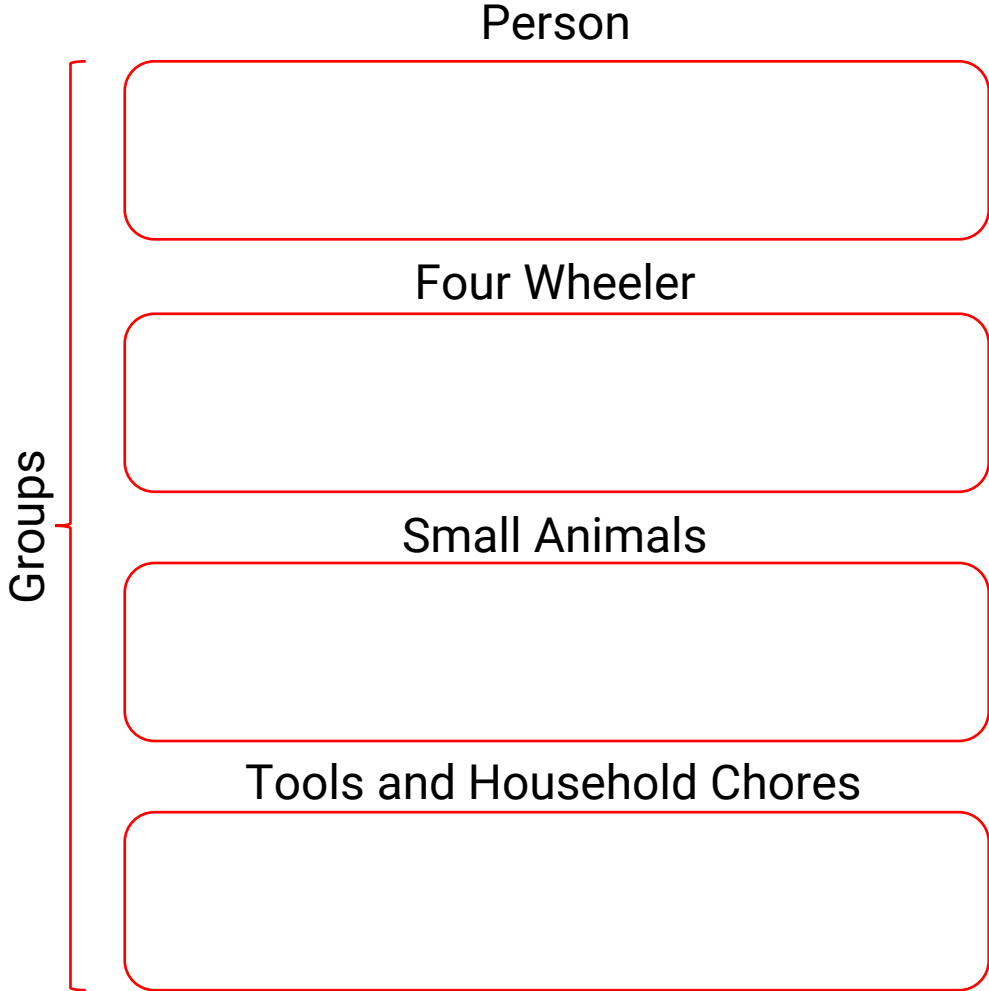 Person
Groups
Four Wheeler
Small Animals
Tools and Household Chores